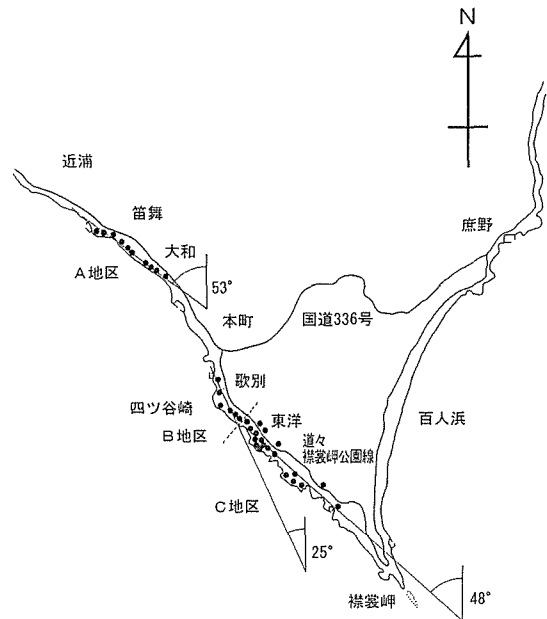 N
近浦
笛舞
大和
A地区
53°
庶野
本町
国道336号
歌別
四ツ谷崎
東洋
百人浜
B地区
道々
襟裳岬公園線
C地区
25°
襟裳岬
48°